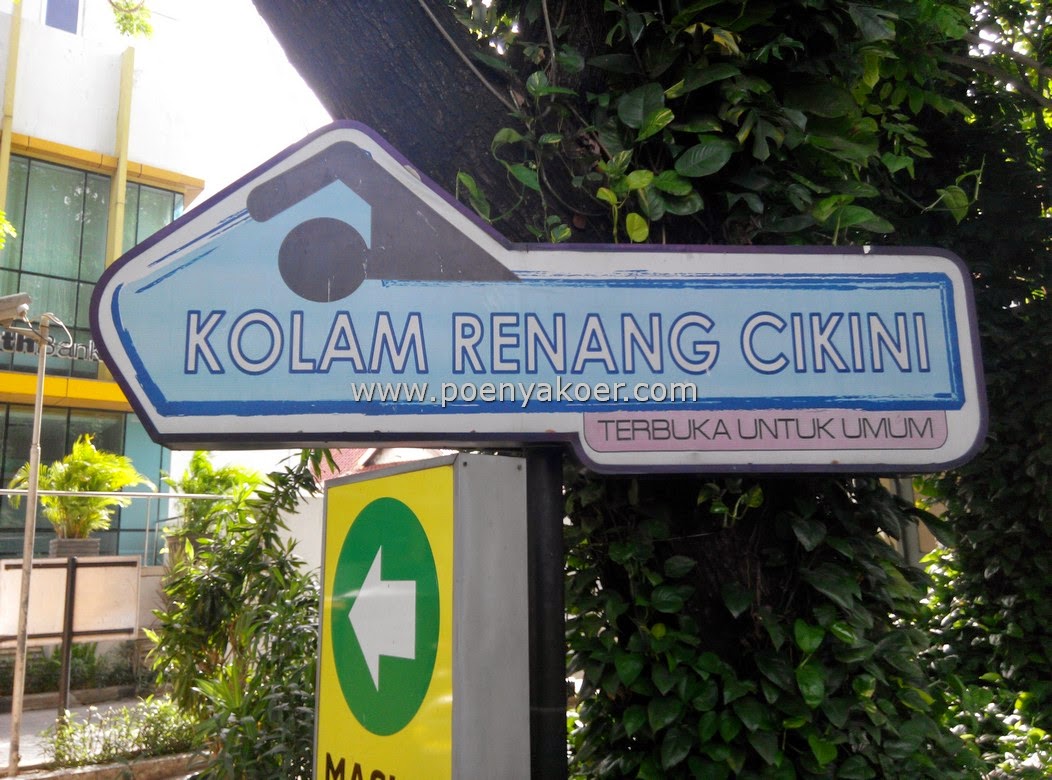 KOLAM RENANG CIKINI
www.poenyakoer.com
TERBUKA UNTUK UMUM